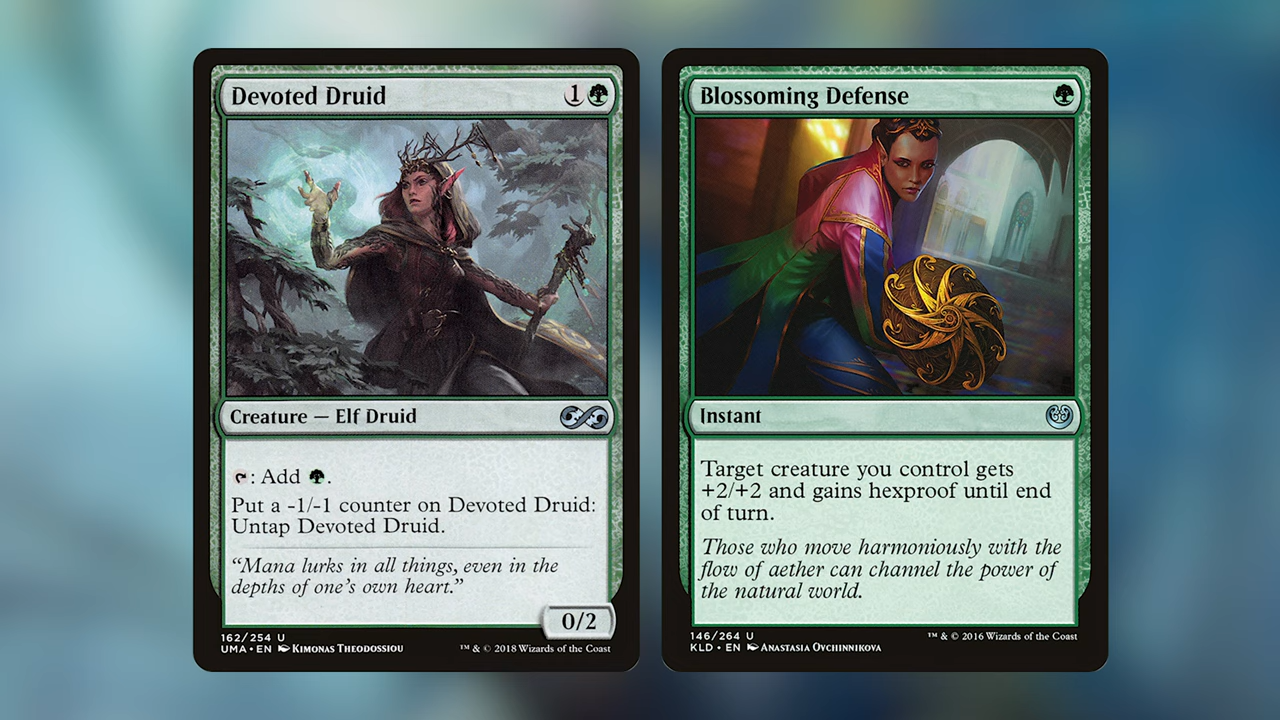 Devoted Druid 1
Creature — Elf Druid
: Add .
Put a -1/-1 counter on Devoted Druid:
Untap Devoted Druid.
“Mana lurks in all things, even in the
depths of one’s own heart.”
0/2
162/254 U
UMA • EN Kimonas Theodossiou
™ & © 2018 Wizards of the Coast
Blossoming Defense
Instant
Target creature you control gets
+2/+2 and gains hexproof until end
of turn.
Those who move harmoniously with the
flow of aether can channel the power of
the natural world.
146/264 U
KLD • EN Anastasia Ovchinnikova
™ & © 2016 Wizards of the Coast